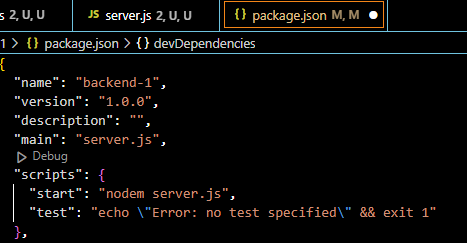 s 2, U, U JS server.js 2, U, U {} package.json M, M ●
1 > {} package.json > {} devDependencies
{
"name": "backend-1",
"version": "1.0.0",
"description": "",
"main": "server.js",
Debug
"scripts": {
"start": "nodem server.js",
"test": "echo \"Error: no test specified\" && exit 1"
},